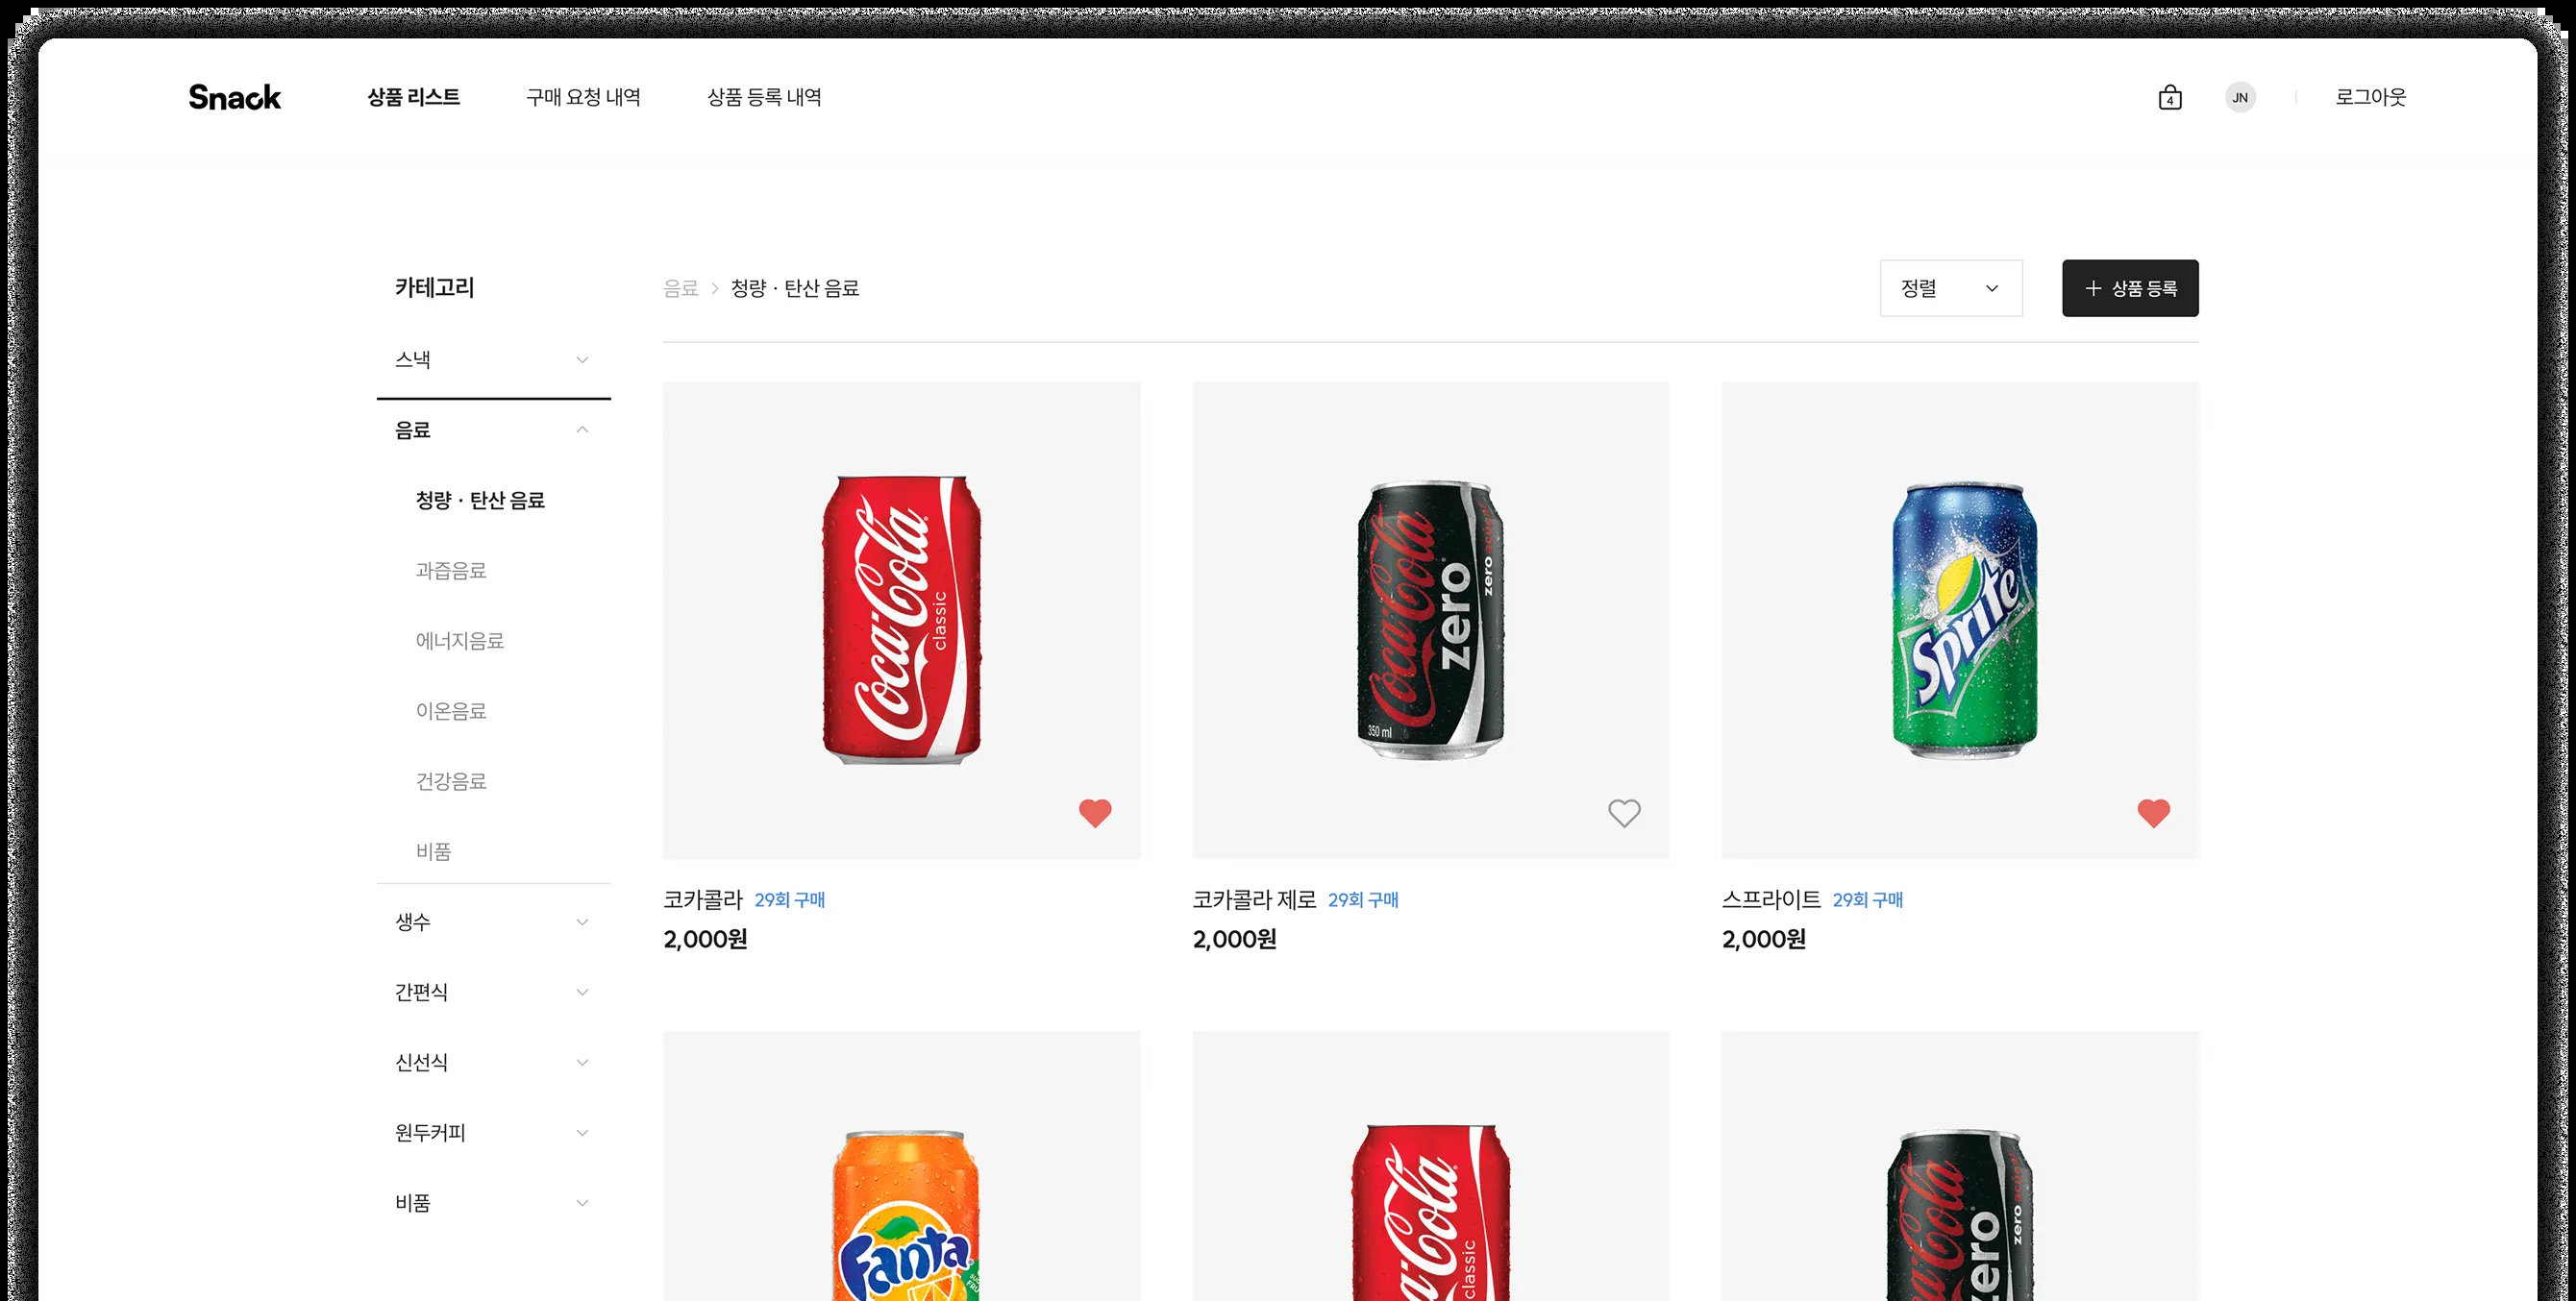 Snack 상품 리스트 구매 요청 내역 상품 등록 내역 4 JN 로그아웃
카테고리
음료 > 청량 · 탄산 음료 정렬 + 상품 등록
스낵
음료
청량 · 탄산 음료
과즙음료
에너지음료
이온음료
건강음료
비품
생수
간편식
신선식
원두커피
비품
Coca-Cola
classic
Coca-Cola
zero
zero
350 ml
Sprite
코카콜라 29회 구매
2,000원
코카콜라 제로 29회 구매
2,000원
스프라이트 29회 구매
2,000원
Fanta
classic
zero